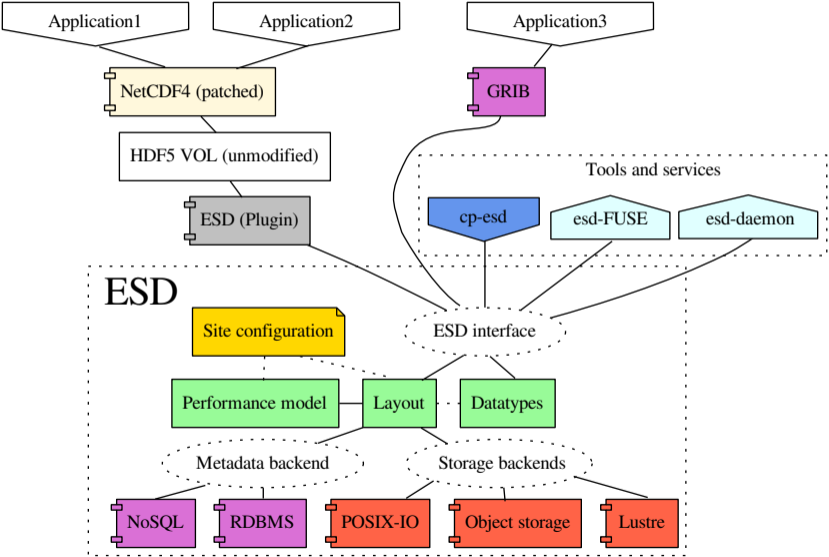 Application1
Application2
Application3
NetCDF4 (patched)
GRIB
HDF5 VOL (unmodified)
Tools and services
ESD (Plugin)
cp-esd
esd-FUSE
esd-daemon
ESD
Site configuration
ESD interface
Performance model
Layout
Datatypes
Metadata backend
Storage backends
NoSQL
RDBMS
POSIX-IO
Object storage
Lustre